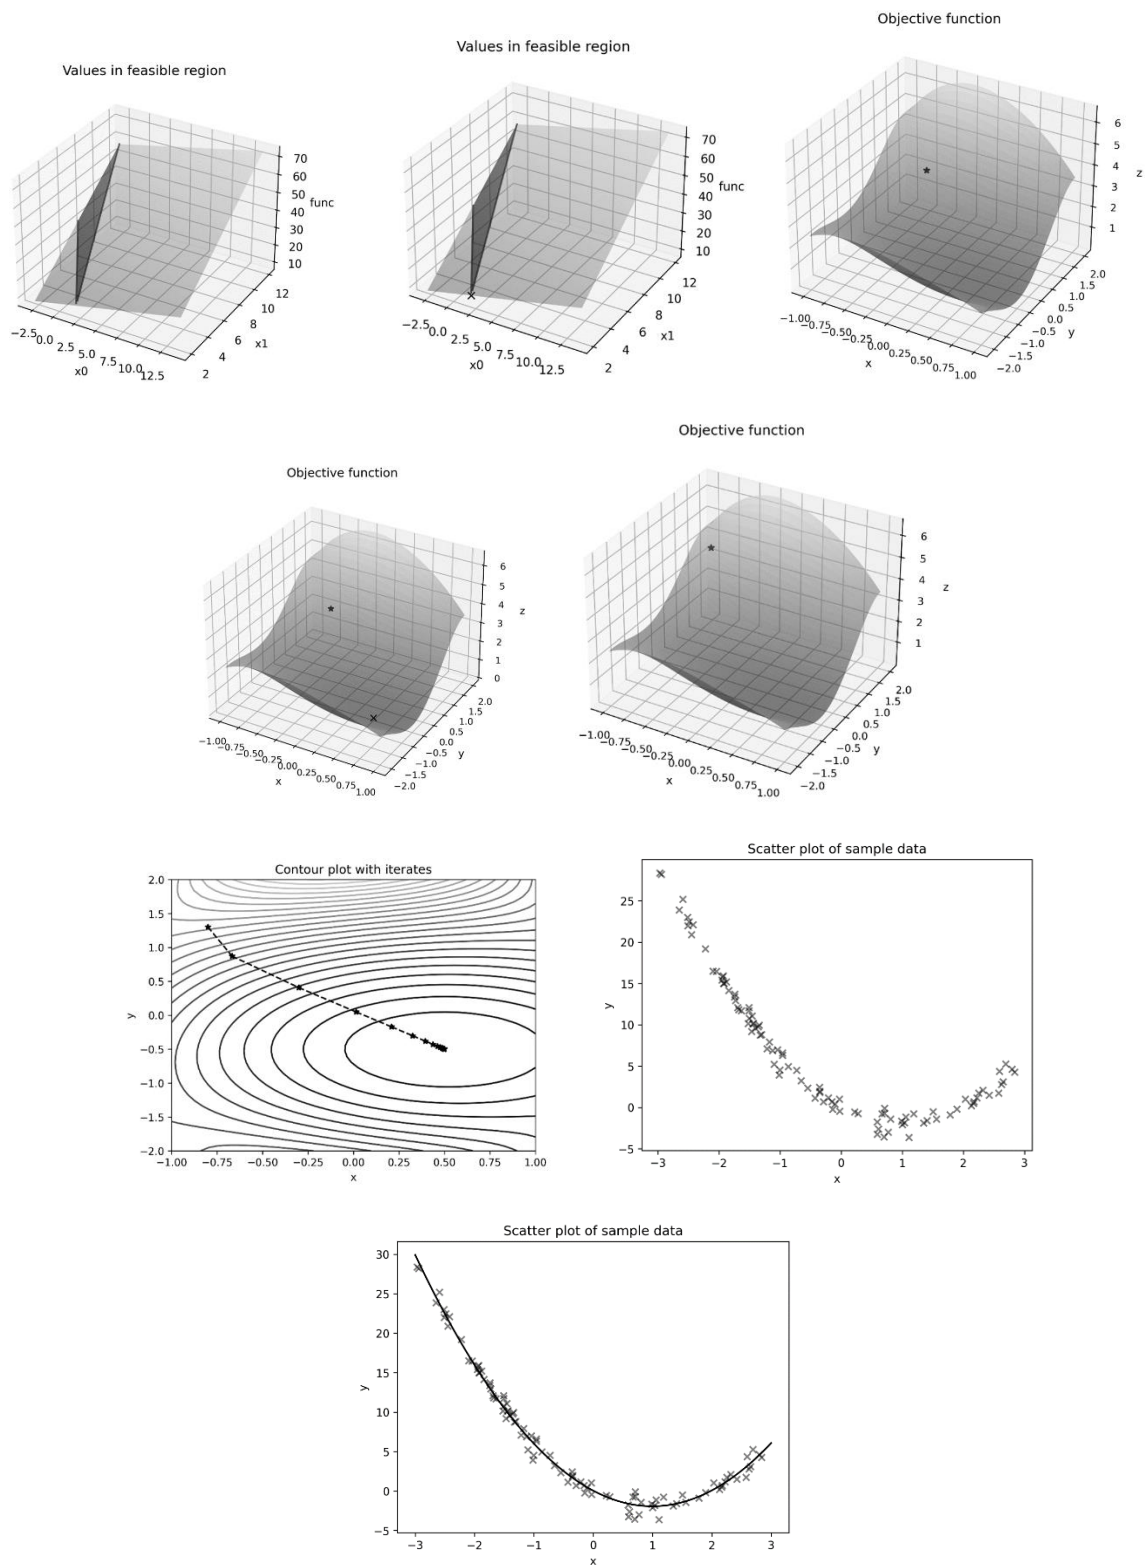 Objective function
Values in feasible region
Values in feasible region
70
60
50
40
30
20
10
func
12
10
8
6
4
2
x1
−2.5 0.0 2.5 5.0 7.5 10.0 12.5
x0
70
60
50
40
30
20
10
func
12
10
8
6
4
2
x1
−2.5 0.0 2.5 5.0 7.5 10.0 12.5
x0
6
5
4
3
2
1
z
2.0
1.5
1.0
0.5
0.0
−0.5
−1.0
−1.5
−2.0
y
−1.00 −0.75 −0.50 −0.25 0.00 0.25 0.50 0.75 1.00
x
Objective function
Objective function
6
5
4
3
2
1
0
z
2.0
1.5
1.0
0.5
0.0
−0.5
−1.0
−1.5
−2.0
y
−1.00 −0.75 −0.50 −0.25 0.00 0.25 0.50 0.75 1.00
x
6
5
4
3
2
1
z
2.0
1.5
1.0
0.5
0.0
−0.5
−1.0
−1.5
−2.0
y
−1.00 −0.75 −0.50 −0.25 0.00 0.25 0.50 0.75 1.00
x
Contour plot with iterates
2.0
1.5
1.0
0.5
0.0
−0.5
−1.0
−1.5
−2.0
y
−1.00 −0.75 −0.50 −0.25 0.00 0.25 0.50 0.75 1.00
x
Scatter plot of sample data
25
20
15
10
5
0
−5
y
−3 −2 −1 0 1 2 3
x
Scatter plot of sample data
30
25
20
15
10
5
0
−5
y
−3 −2 −1 0 1 2 3
x